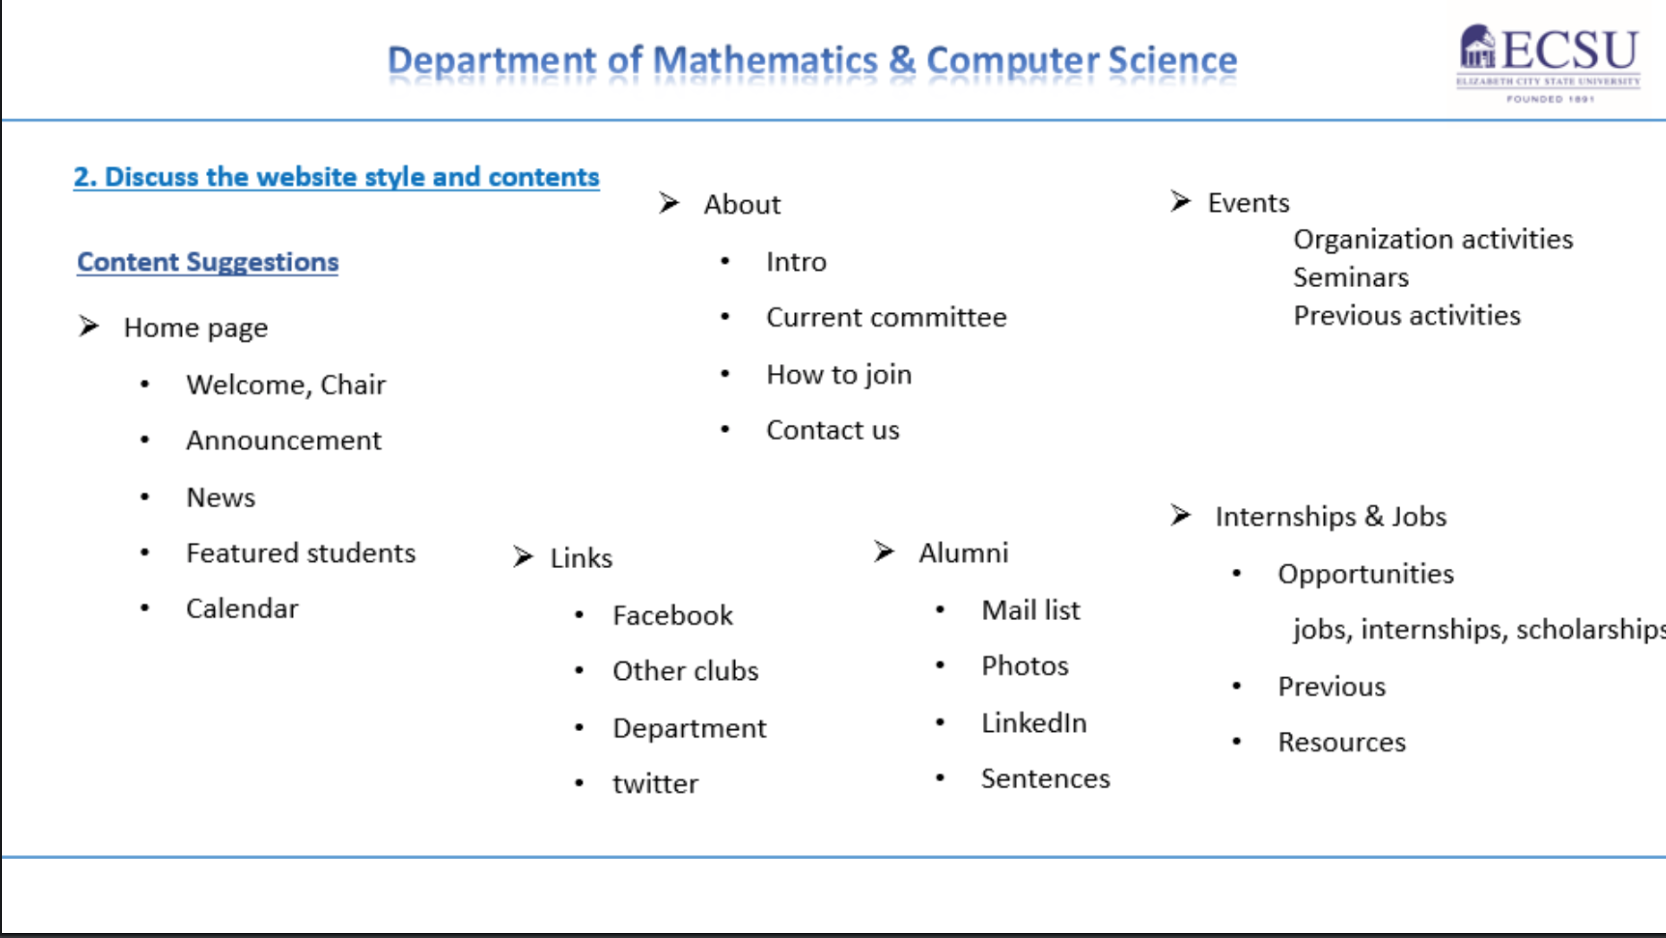 Department of Mathematics & Computer Science
ECSU
ELIZABETH CITY STATE UNIVERSITY
FOUNDED 1891
2. Discuss the website style and contents
Content Suggestions
➤ Home page
• Welcome, Chair
• Announcement
• News
• Featured students
• Calendar
➤ About
• Intro
• Current committee
• How to join
• Contact us
➤ Events
Organization activities
Seminars
Previous activities
➤ Links
• Facebook
• Other clubs
• Department
• twitter
➤ Alumni
• Mail list
• Photos
• LinkedIn
• Sentences
➤ Internships & Jobs
• Opportunities
jobs, internships, scholarships
• Previous
• Resources